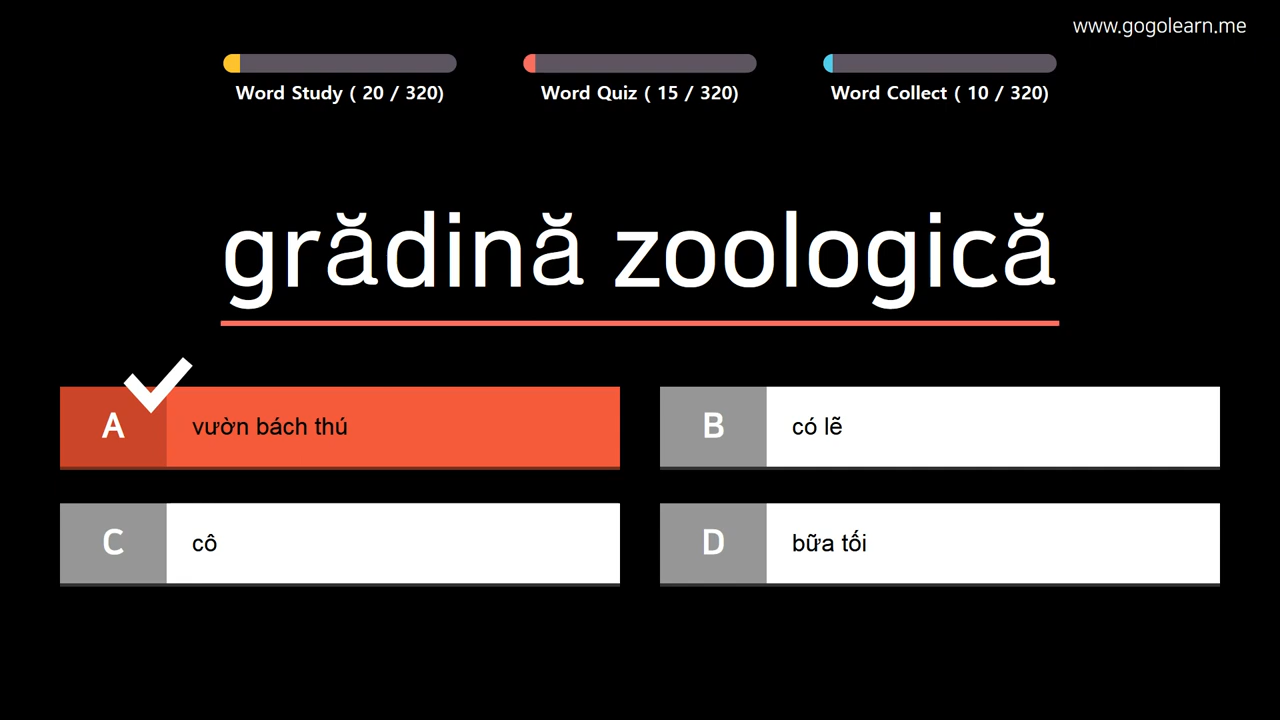 www.gogolearn.me
Word Study ( 20 / 320)
Word Quiz ( 15 / 320)
Word Collect ( 10 / 320)
grădină zoologică
A vườn bách thú
B có lẽ
C cô
D bữa tối